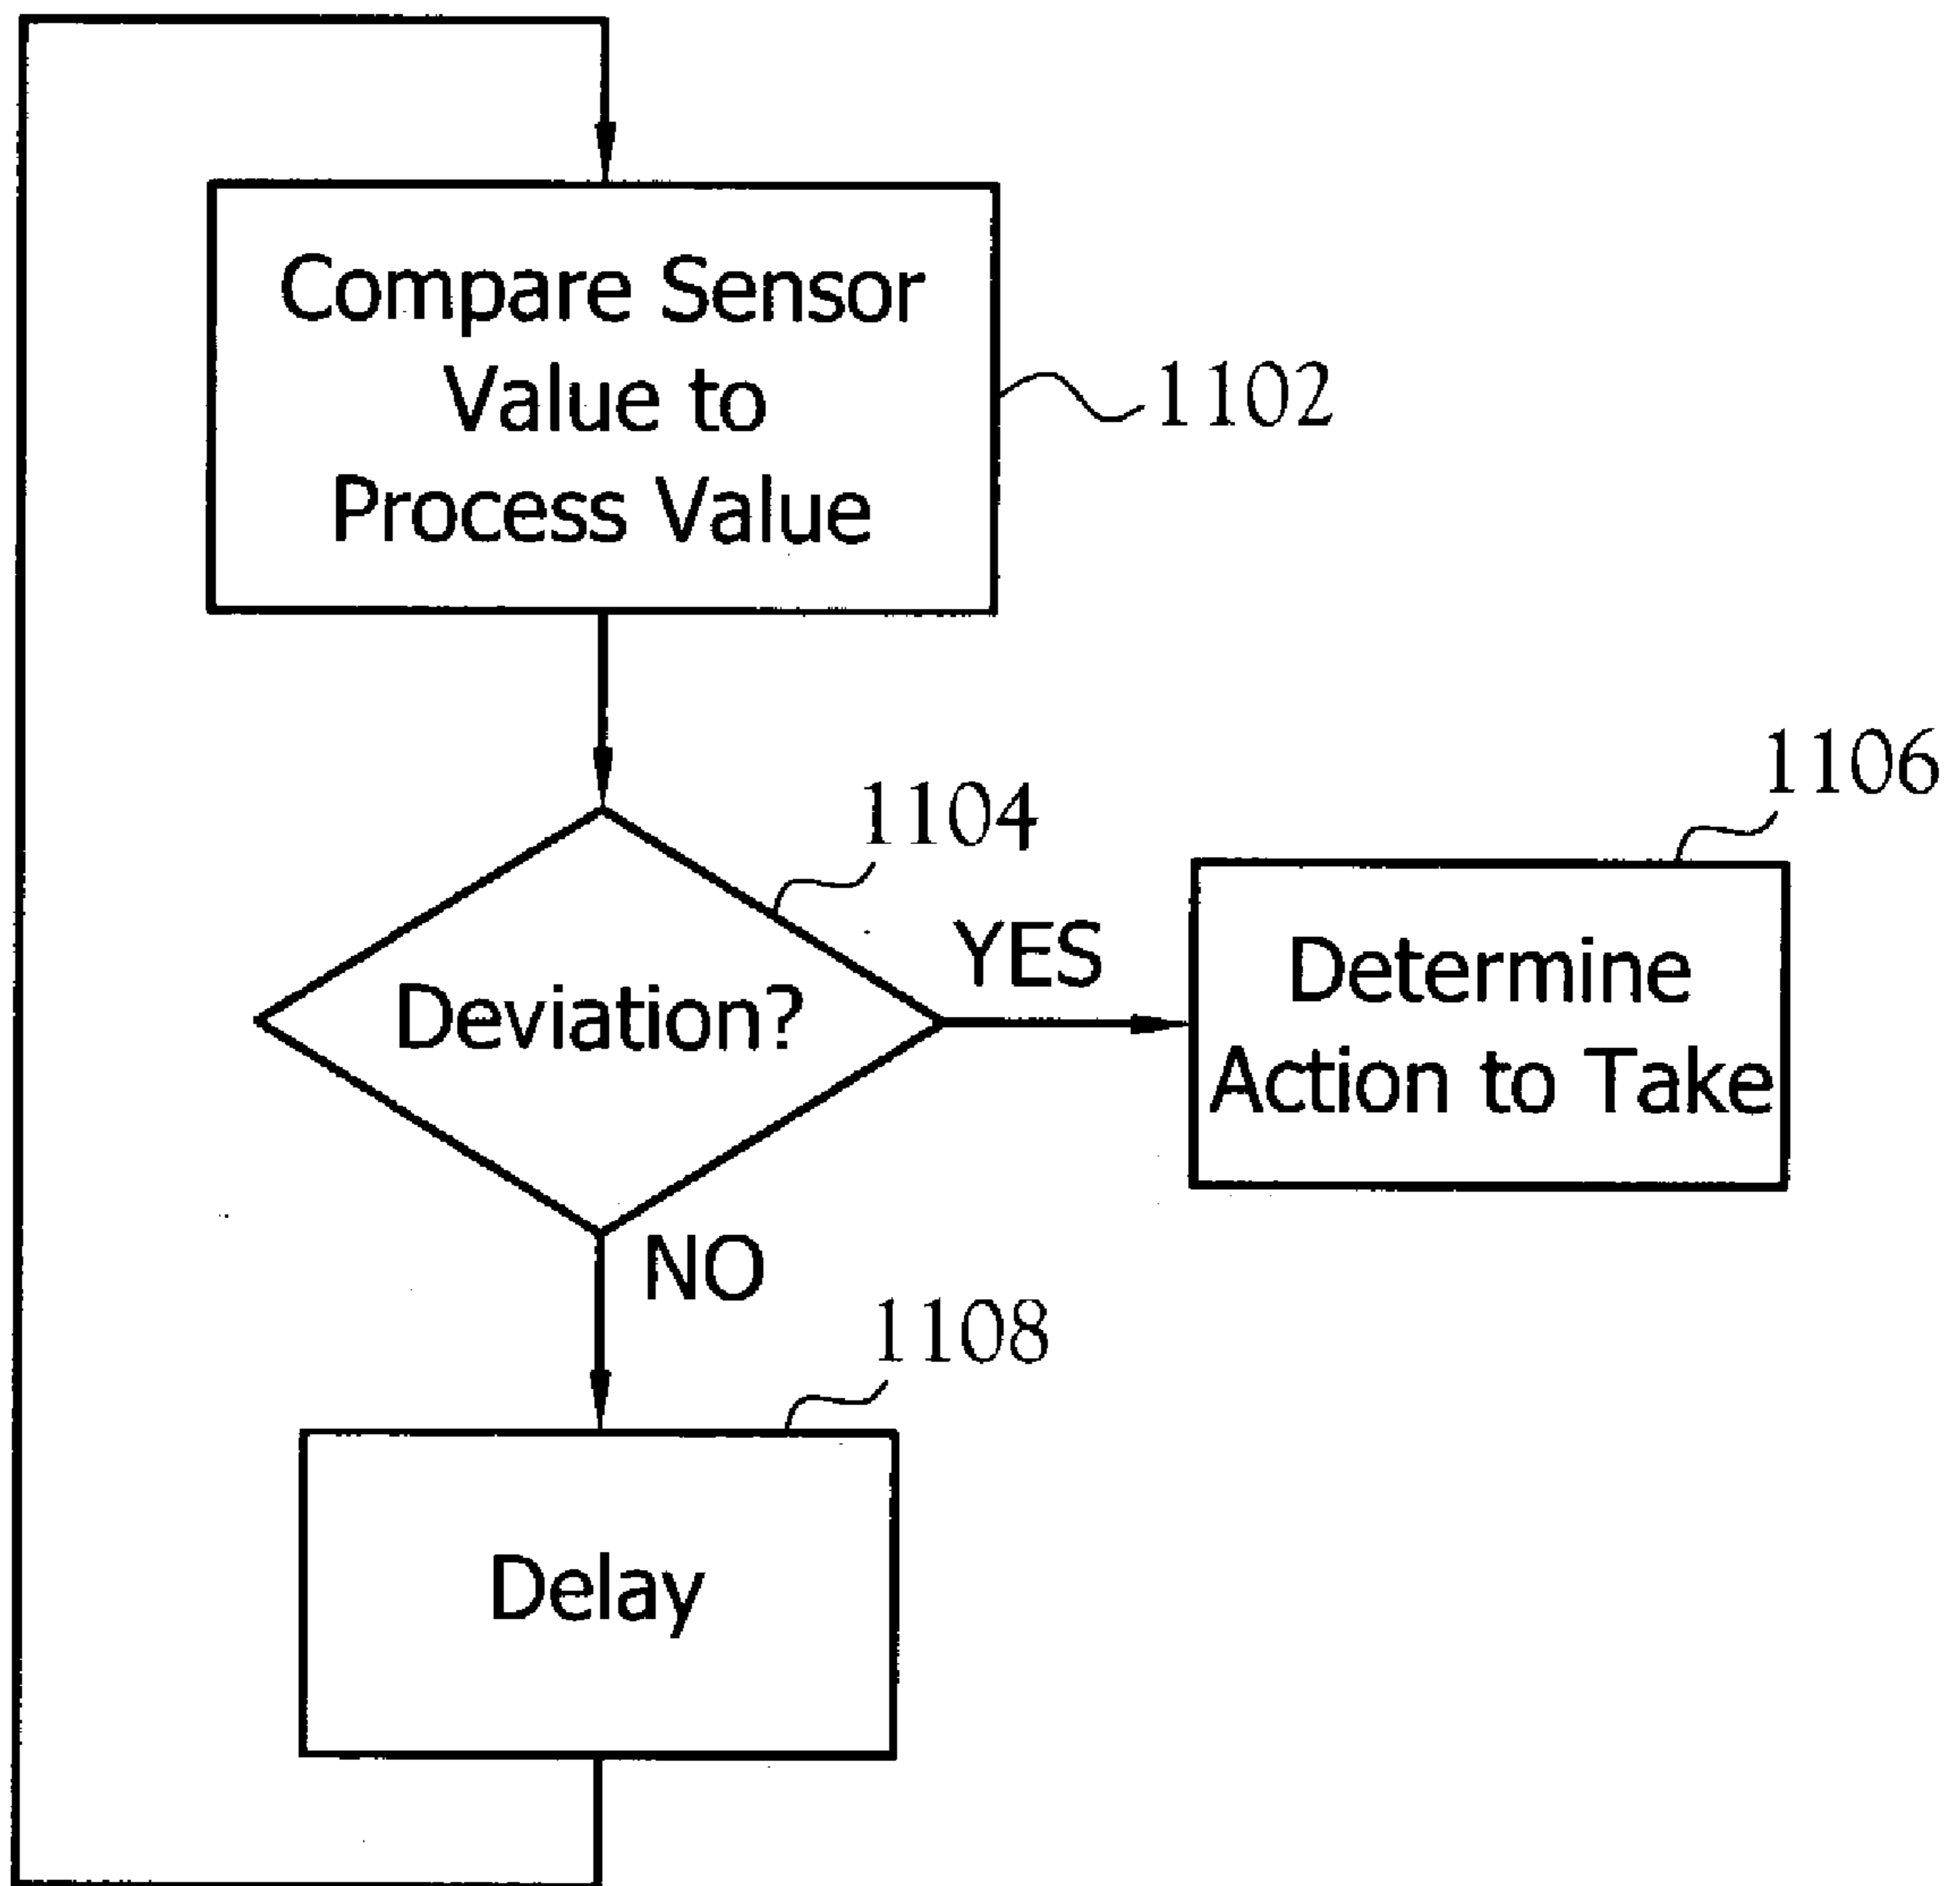 Compare Sensor
Value to
Process Value
1102
1104
Deviation?
YES
1106
Determine
Action to Take
NO
1108
Delay